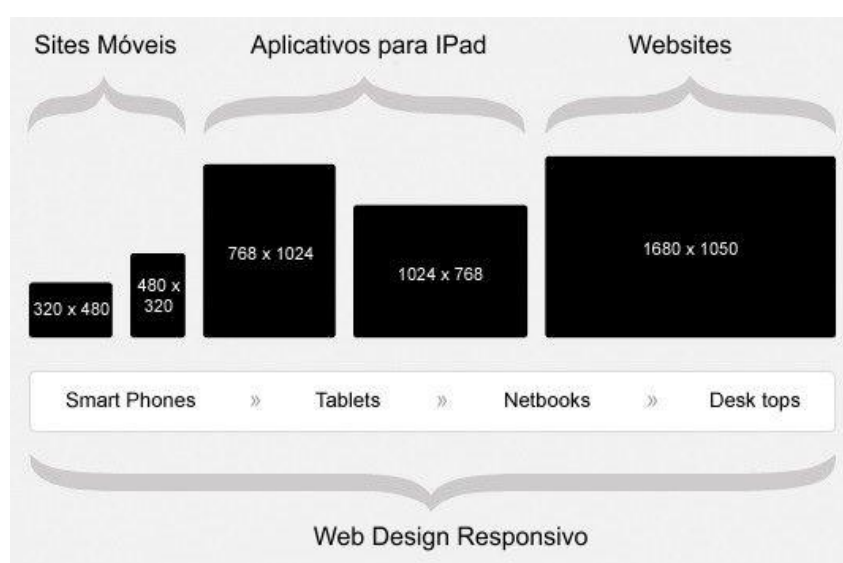 Sites Móveis
Aplicativos para IPad
Websites
320 x 480
480 x
320
768 x 1024
1024 x 768
1680 x 1050
Smart Phones » Tablets » Netbooks » Desk tops
Web Design Responsivo